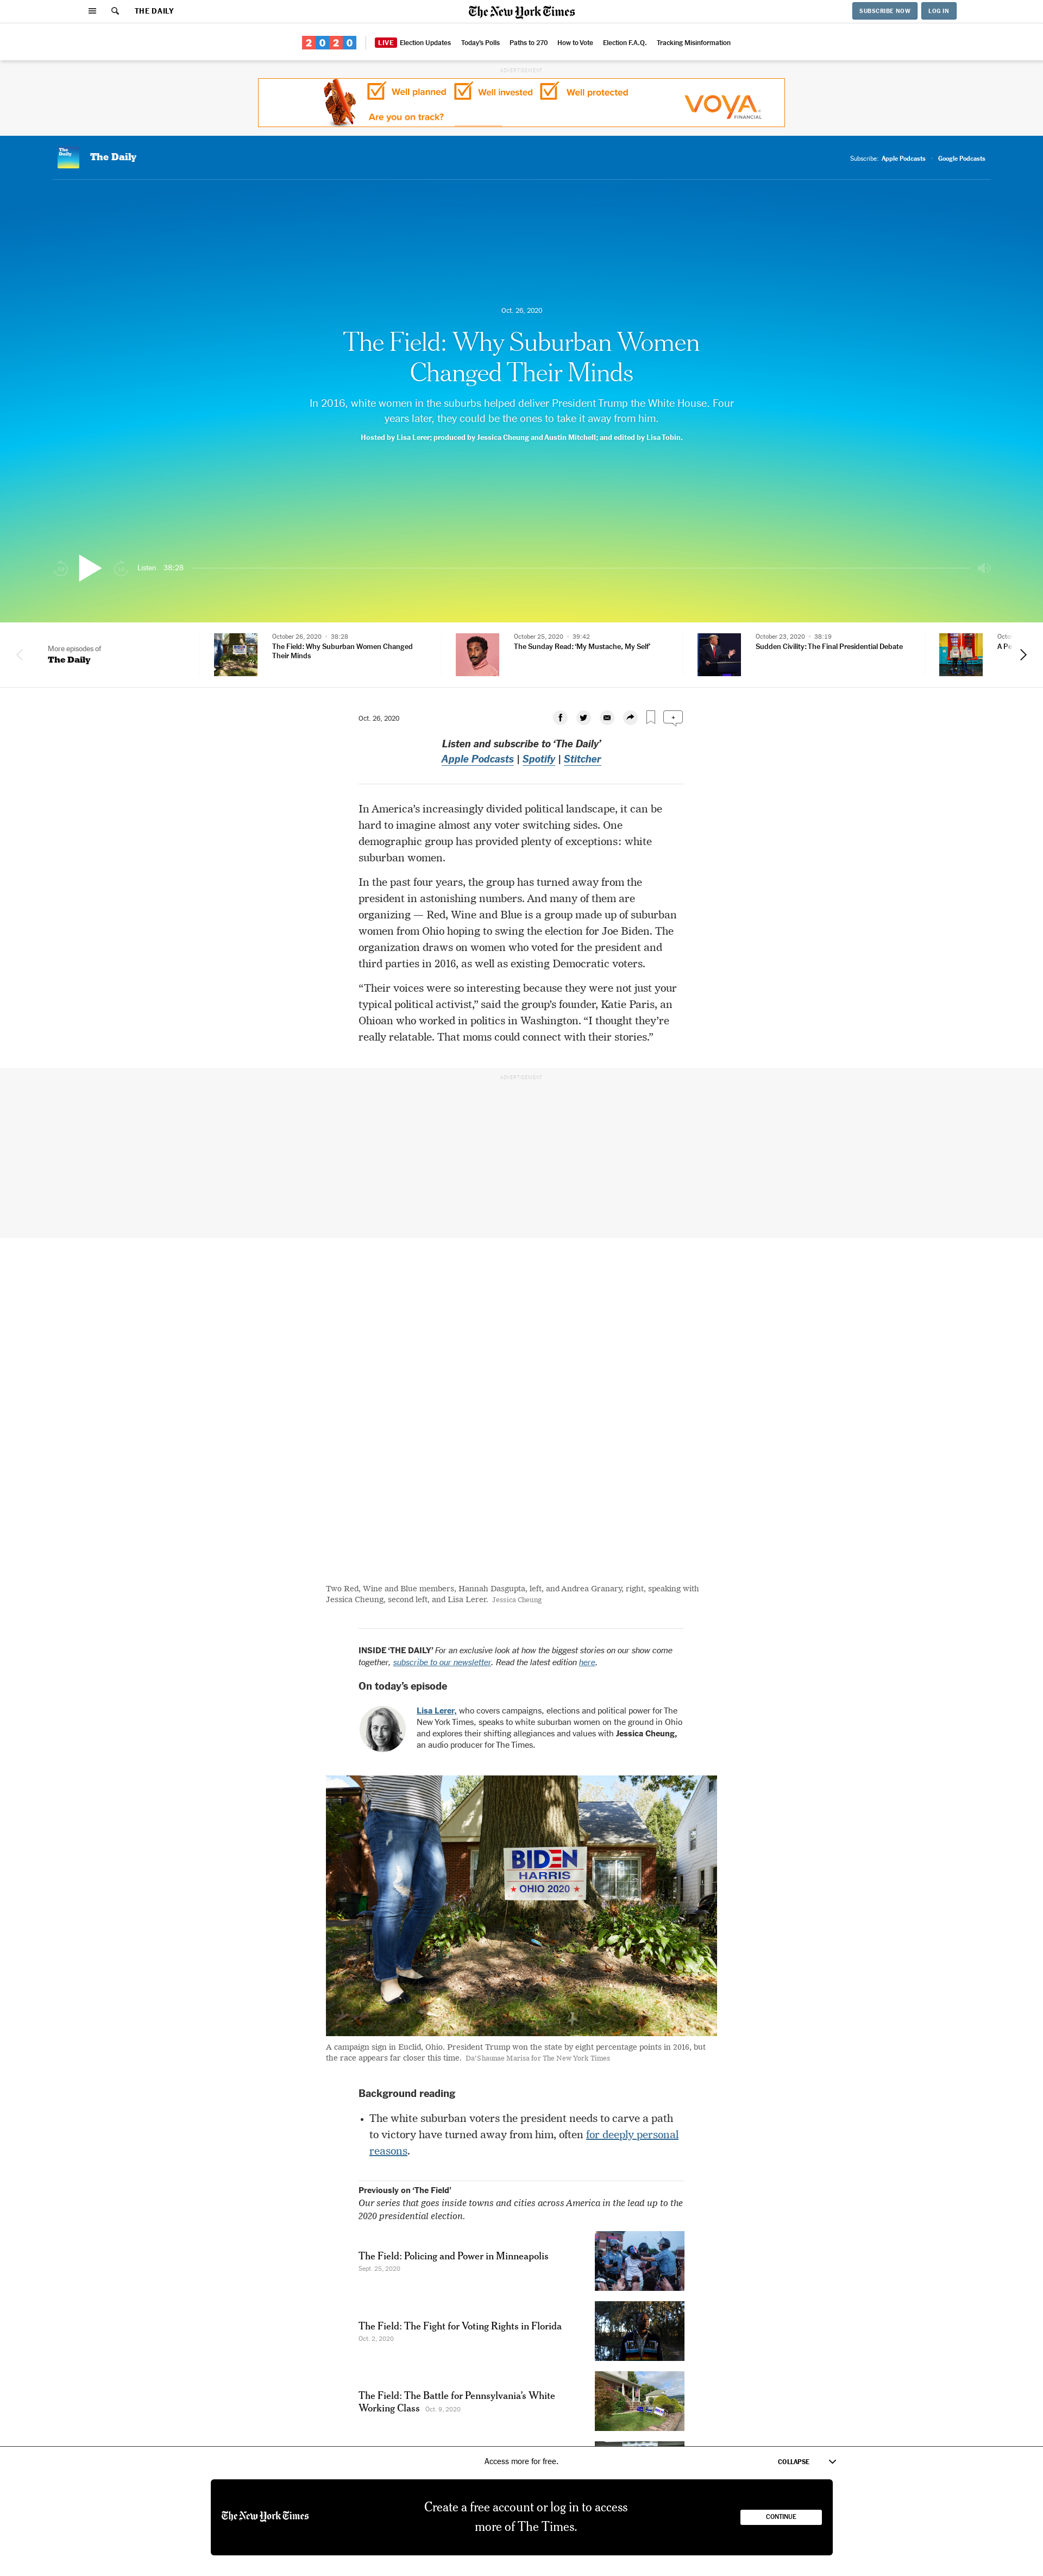 THE DAILY
The New York Times
SUBSCRIBE NOW
LOG IN
2020
LIVE Election Updates Today's Polls Paths to 270 How to Vote Election F.A.Q. Tracking Misinformation
ADVERTISEMENT
Well planned Well invested Well protected
Are you on track?
VOYA
FINANCIAL
The Daily
The Daily
Subscribe: Apple Podcasts · Google Podcasts
Oct. 26, 2020
The Field: Why Suburban Women
Changed Their Minds
In 2016, white women in the suburbs helped deliver President Trump the White House. Four
years later, they could be the ones to take it away from him.
Hosted by Lisa Lerer; produced by Jessica Cheung and Austin Mitchell; and edited by Lisa Tobin.
Listen 38:28
More episodes of
The Daily
October 26, 2020 • 38:28
The Field: Why Suburban Women Changed
Their Minds
October 25, 2020 • 39:42
The Sunday Read: ‘My Mustache, My Self’
October 23, 2020 • 38:19
Sudden Civility: The Final Presidential Debate
Octo
A Pe
Oct. 26, 2020
Listen and subscribe to ‘The Daily’
Apple Podcasts | Spotify | Stitcher
In America’s increasingly divided political landscape, it can be
hard to imagine almost any voter switching sides. One
demographic group has provided plenty of exceptions: white
suburban women.
In the past four years, the group has turned away from the
president in astonishing numbers. And many of them are
organizing — Red, Wine and Blue is a group made up of suburban
women from Ohio hoping to swing the election for Joe Biden. The
organization draws on women who voted for the president and
third parties in 2016, as well as existing Democratic voters.
“Their voices were so interesting because they were not just your
typical political activist,” said the group’s founder, Katie Paris, an
Ohioan who worked in politics in Washington. “I thought they’re
really relatable. That moms could connect with their stories.”
ADVERTISEMENT
Two Red, Wine and Blue members, Hannah Dasgupta, left, and Andrea Granary, right, speaking with
Jessica Cheung, second left, and Lisa Lerer. Jessica Cheung
INSIDE ‘THE DAILY’ For an exclusive look at how the biggest stories on our show come
together, subscribe to our newsletter. Read the latest edition here.
On today’s episode
Lisa Lerer, who covers campaigns, elections and political power for The
New York Times, speaks to white suburban women on the ground in Ohio
and explores their shifting allegiances and values with Jessica Cheung,
an audio producer for The Times.
BIDEN
HARRIS
★ OHIO 2020 ★
A campaign sign in Euclid, Ohio. President Trump won the state by eight percentage points in 2016, but
the race appears far closer this time. Da’Shaunae Marisa for The New York Times
Background reading
• The white suburban voters the president needs to carve a path
to victory have turned away from him, often for deeply personal
reasons.
Previously on ‘The Field’
Our series that goes inside towns and cities across America in the lead up to the
2020 presidential election.
The Field: Policing and Power in Minneapolis
Sept. 25, 2020
The Field: The Fight for Voting Rights in Florida
Oct. 2, 2020
The Field: The Battle for Pennsylvania’s White
Working Class Oct. 9, 2020
Access more for free.
COLLAPSE
The New York Times
Create a free account or log in to access
more of The Times.
CONTINUE